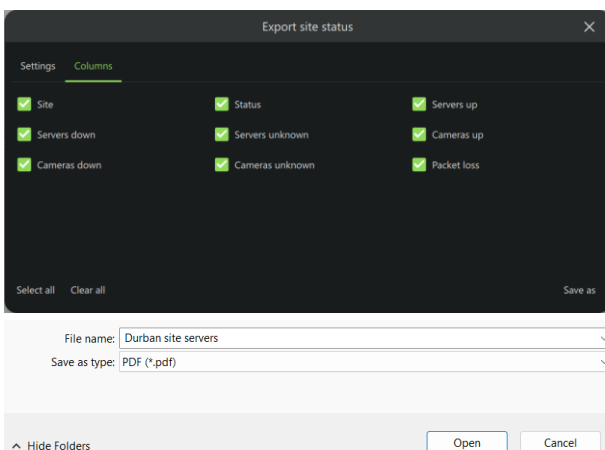 Export site status
Settings Columns
Site Status Servers up
Servers down Servers unknown Cameras up
Cameras down Cameras unknown Packet loss
Select all Clear all Save as
File name: Durban site servers
Save as type: PDF (*.pdf)
Hide Folders Open Cancel